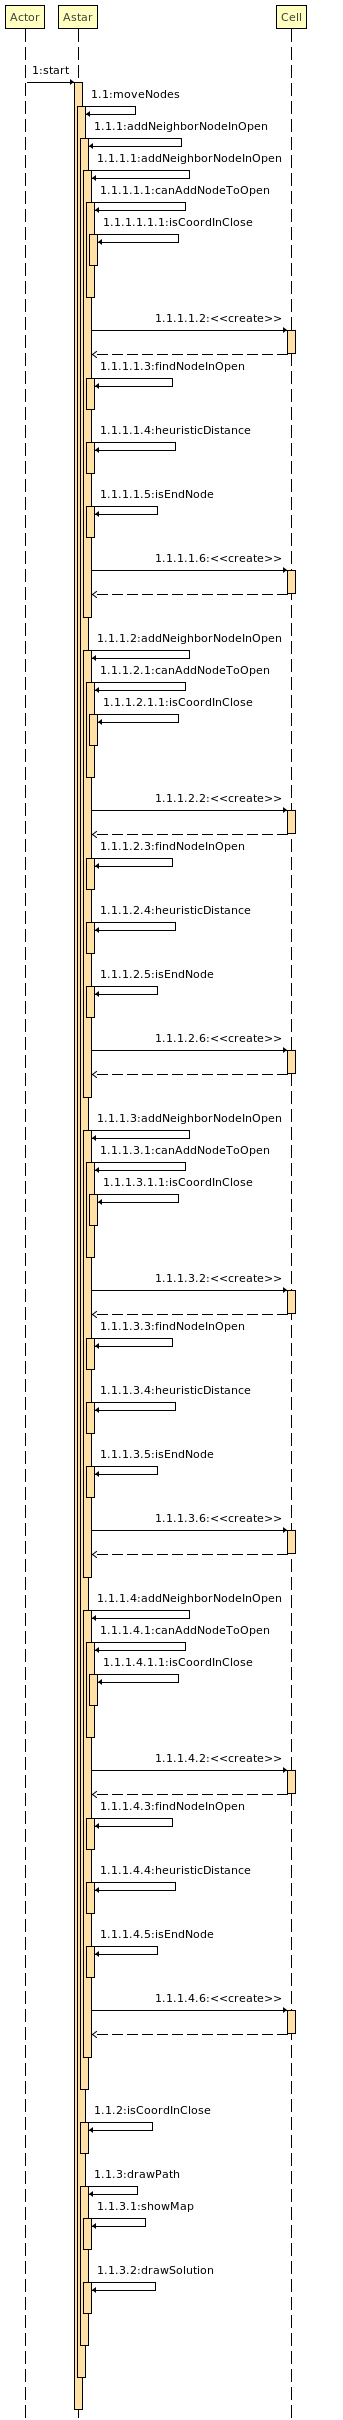 Actor Astar Cell
1:start
1.1:moveNodes
1.1.1:addNeighborNodeInOpen
1.1.1.1:addNeighborNodeInOpen
1.1.1.1.1:canAddNodeToOpen
1.1.1.1.1.1:isCoordInClose
1.1.1.1.2:<<create>>
1.1.1.1.3:findNodeInOpen
1.1.1.1.4:heuristicDistance
1.1.1.1.5:isEndNode
1.1.1.1.6:<<create>>
1.1.1.2:addNeighborNodeInOpen
1.1.1.2.1:canAddNodeToOpen
1.1.1.2.1.1:isCoordInClose
1.1.1.2.2:<<create>>
1.1.1.2.3:findNodeInOpen
1.1.1.2.4:heuristicDistance
1.1.1.2.5:isEndNode
1.1.1.2.6:<<create>>
1.1.1.3:addNeighborNodeInOpen
1.1.1.3.1:canAddNodeToOpen
1.1.1.3.1.1:isCoordInClose
1.1.1.3.2:<<create>>
1.1.1.3.3:findNodeInOpen
1.1.1.3.4:heuristicDistance
1.1.1.3.5:isEndNode
1.1.1.3.6:<<create>>
1.1.1.4:addNeighborNodeInOpen
1.1.1.4.1:canAddNodeToOpen
1.1.1.4.1.1:isCoordInClose
1.1.1.4.2:<<create>>
1.1.1.4.3:findNodeInOpen
1.1.1.4.4:heuristicDistance
1.1.1.4.5:isEndNode
1.1.1.4.6:<<create>>
1.1.2:isCoordInClose
1.1.3:drawPath
1.1.3.1:showMap
1.1.3.2:drawSolution